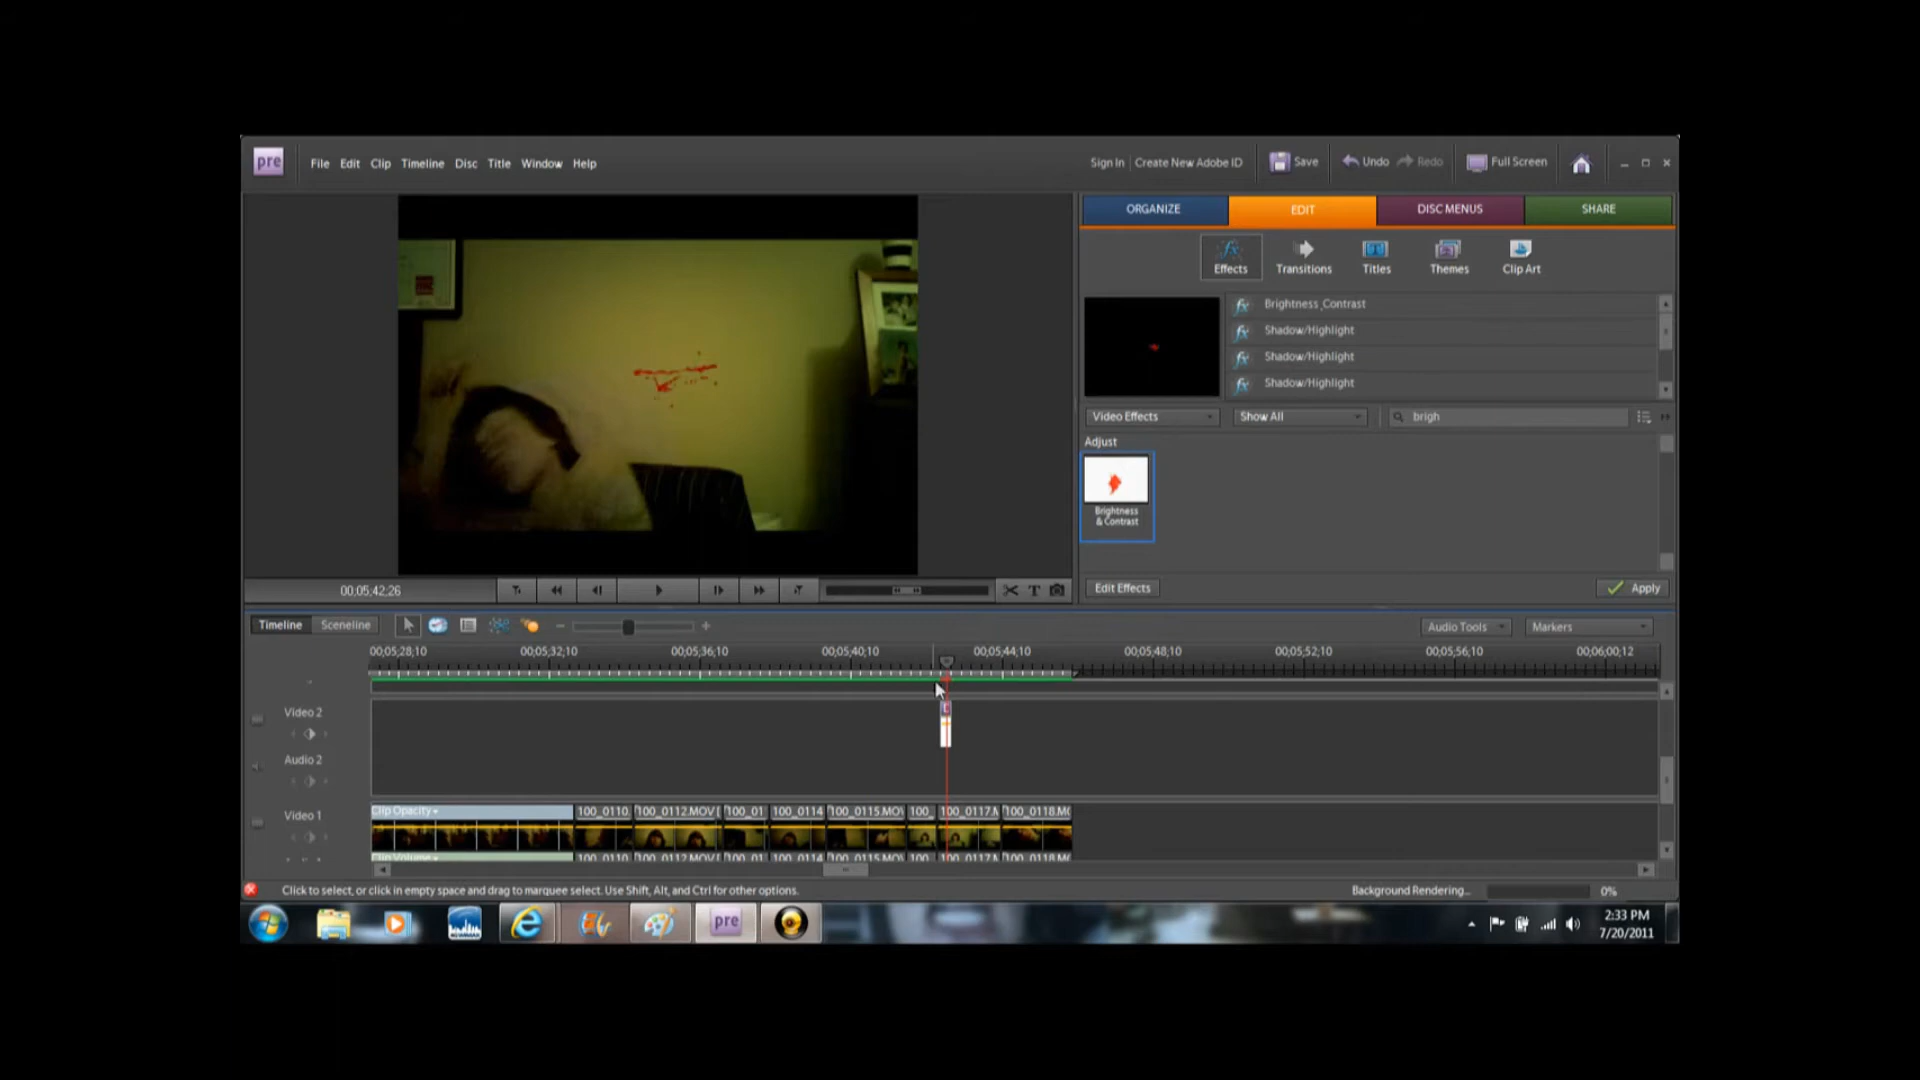 pre File Edit Clip Timeline Disc Title Window Help Sign In Create New Adobe ID Save Undo Redo Full Screen
ORGANIZE EDIT DISC MENUS SHARE
Effects Transitions Titles Themes Clip Art
Brightness_Contrast
Shadow/Highlight
Shadow/Highlight
Shadow/Highlight
Video Effects Show All brigh
Adjust
Brightness
& Contrast
00;05;42;26
Edit Effects Apply
Timeline Sceneline Audio Tools Markers
00;05;28;10 00;05;32;10 00;05;36;10 00;05;40;10 00;05;44;10 00;05;48;10 00;05;52;10 00;05;56;10 00;06;00;12
Video 2
Audio 2
Video 1
Clip Opacity 100_0110 100_0112.MOV [ 100_01 100_0114 100_0115.MOV 100_ 100_0117.M 100_0118.M
Clip Volume 100_0110 100_0112.MOV [ 100_01 100_0114 100_0115.MOV 100_ 100_0117.M 100_0118.M
Click to select, or click in empty space and drag to marquee select. Use Shift, Alt, and Ctrl for other options. Background Rendering... 0%
pre
2:33 PM
7/20/2011